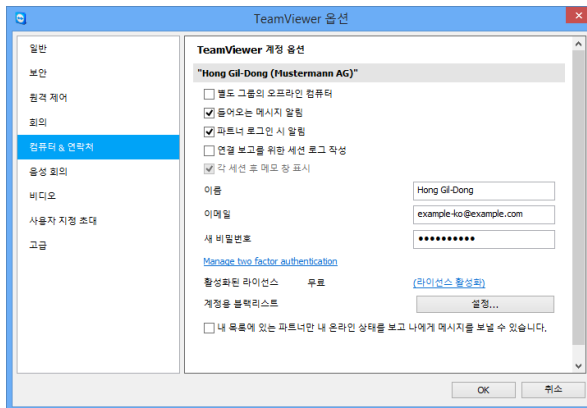 TeamViewer 옵션
일반
보안
원격 제어
회의
컴퓨터 & 연락처
음성 회의
비디오
사용자 지정 초대
고급
TeamViewer 계정 옵션
"Hong Gil-Dong (Mustermann AG)"
별도 그룹의 오프라인 컴퓨터
들어오는 메시지 알림
파트너 로그인 시 알림
연결 보고를 위한 세션 로그 작성
각 세션 후 메모 창 표시
이름 Hong Gil-Dong
이메일 example-ko@example.com
새 비밀번호 ●●●●●●●●●●
Manage two factor authentication
활성화된 라이선스 무료 (라이선스 활성화)
계정용 블랙리스트 설정...
내 목록에 있는 파트너만 내 온라인 상태를 보고 나에게 메시지를 보낼 수 있습니다.
OK 취소